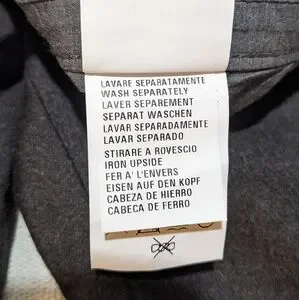 LAVARE SEPARATAMENTE
WASH SEPARATELY
LAVER SEPAREMENT
SEPARAT WASCHEN
LAVAR SEPARADAMENTE
LAVAR SEPARADO
STIRARE A ROVESCIO
IRON UPSIDE
FER A' L'ENVERS
EISEN AUF DEN KOPF
CABEZA DE HIERRO
CABECA DE FERRO